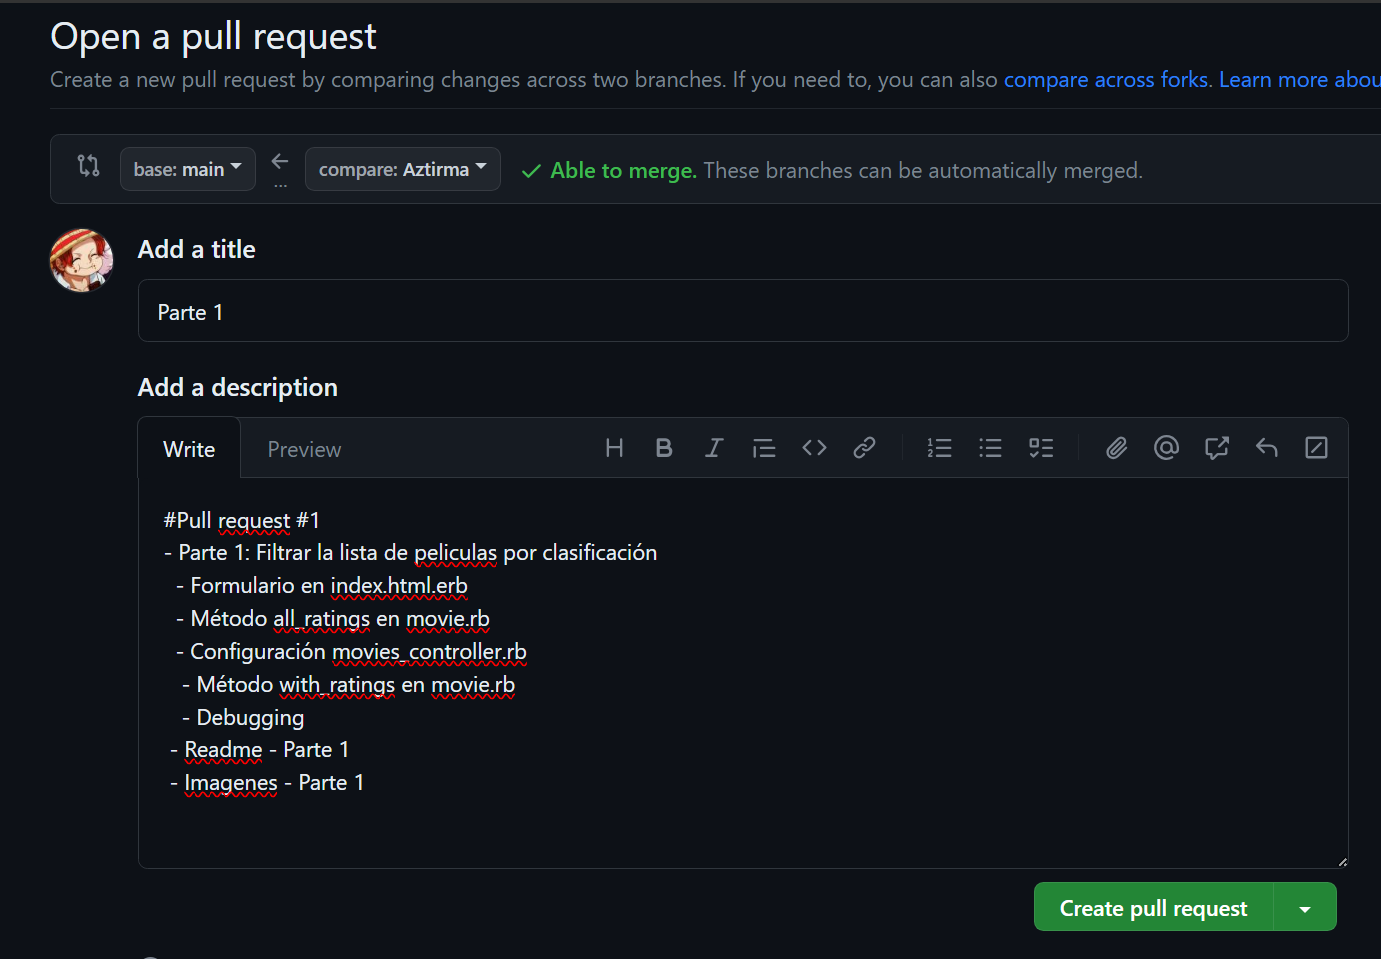 Open a pull request
Create a new pull request by comparing changes across two branches. If you need to, you can also compare across forks. Learn more abou
base: main
...
compare: Aztirma
Able to merge. These branches can be automatically merged.
Add a title
Parte 1
Add a description
Write
Preview
#Pull request #1
- Parte 1: Filtrar la lista de peliculas por clasificación
- Formulario en index.html.erb
- Método all_ratings en movie.rb
- Configuración movies_controller.rb
- Método with_ratings en movie.rb
- Debugging
- Readme - Parte 1
- Imagenes - Parte 1
Create pull request